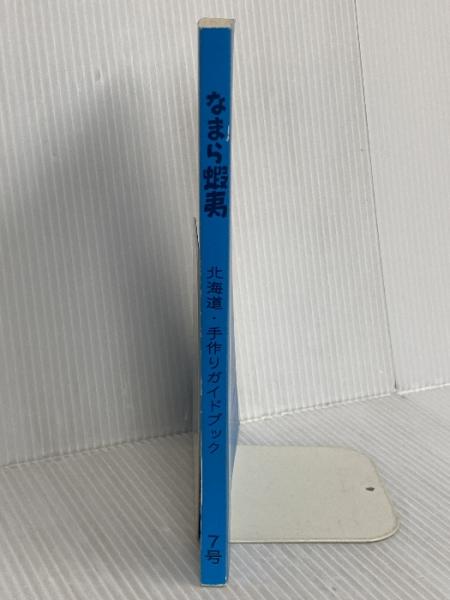 なまら蝦夷
北海道・手作りガイドブック
7号